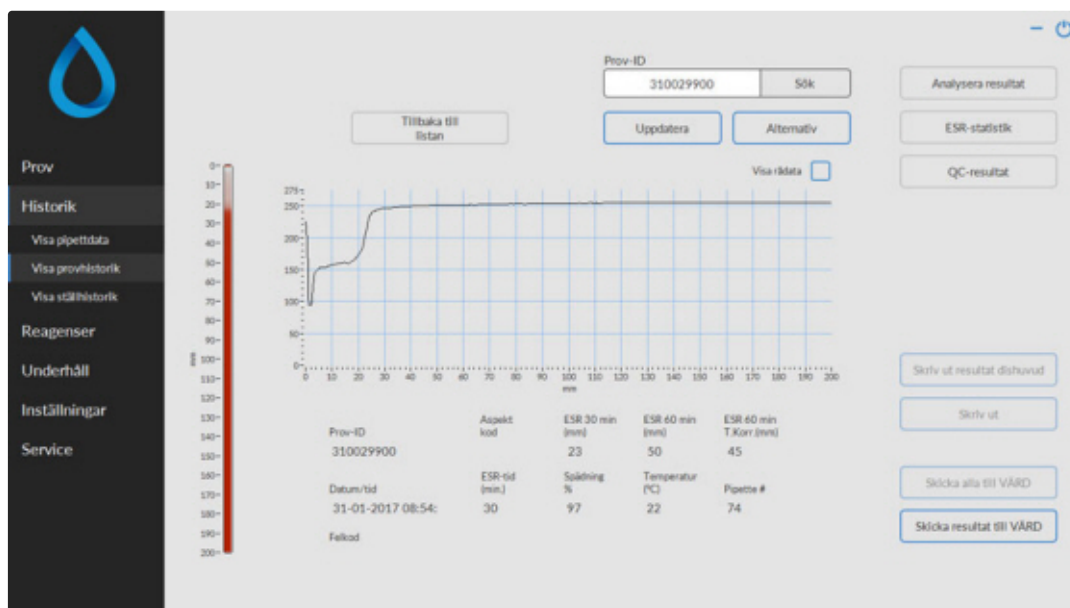 Prov-ID
310029900
Sök
Analysera resultat
Tillbaka till
listan
Uppdatera
Alternativ
ESR-statistik
Visa rådata
QC-resultat
Prov
Historik
Visa pipettdata
Visa provhistorik
Visa ställhistorik
Reagenser
Underhåll
Inställningar
Service
0
10
20
30
40
50
60
70
80
90
100
110
120
130
140
150
160
170
180
190
200
mm
275
250
200
150
100
50
0
0 10 20 30 40 50 60 70 80 90 100 110 120 130 140 150 160 170 180 190 200
mm
Prov-ID
310029900
Aspekt
kod
ESR 30 min
(mm)
23
ESR 60 min
(mm)
50
ESR 60 min
T.Korr.(mm)
45
Datum/tid
31-01-2017 08:54:
ESR-tid
(min.)
30
Spädning
%
97
Temperatur
(°C)
22
Pipette #
74
Felkod
Skriv ut resultat dishuvud
Skriv ut
Skicka alla till VÄRD
Skicka resultat till VÄRD